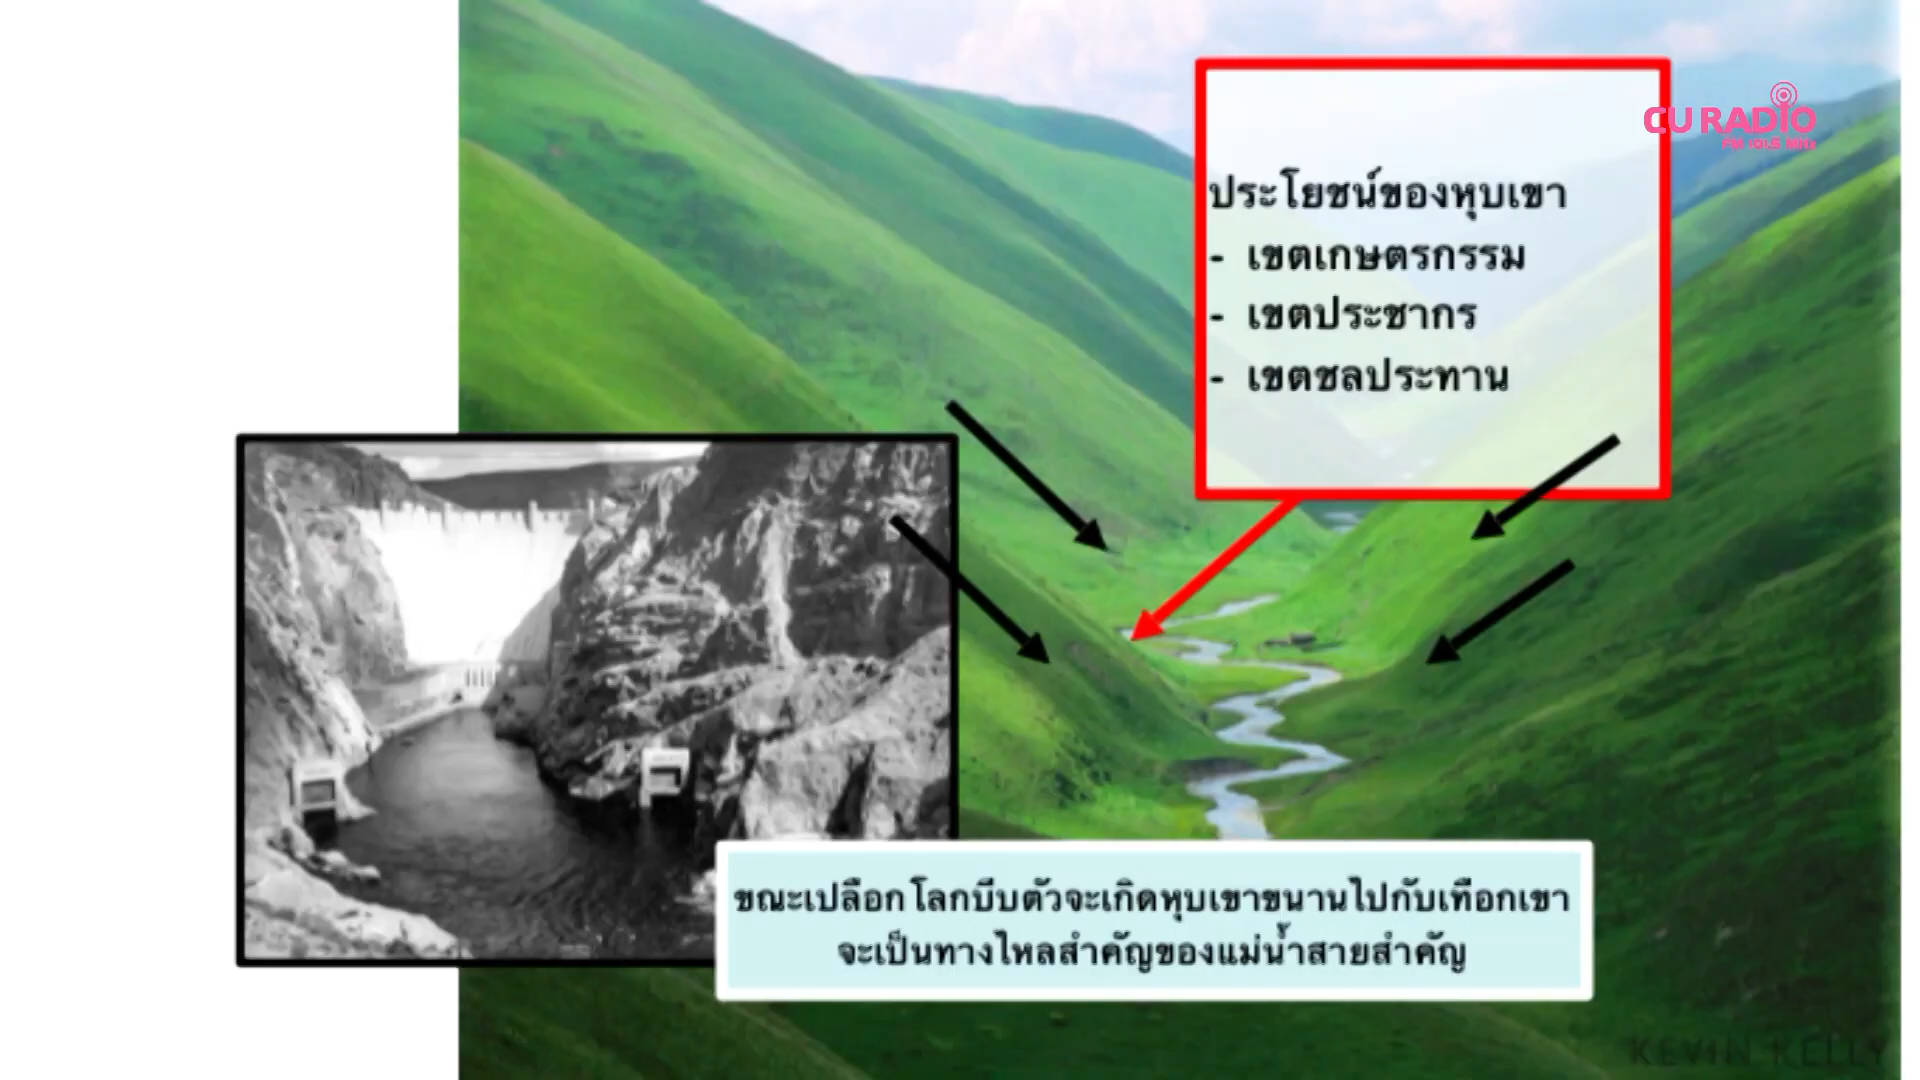 CU RADIO
FM 101.5 MHz
ประโยชน์ของหุบเขา
- เขตเกษตรกรรม
- เขตประชากร
- เขตชลประทาน
ขณะเปลือกโลกบีบตัวจะเกิดหุบเขาขนานไปกับเทือกเขา
จะเป็นทางไหลสำคัญของแม่น้ำสายสำคัญ
KEVIN KELLY